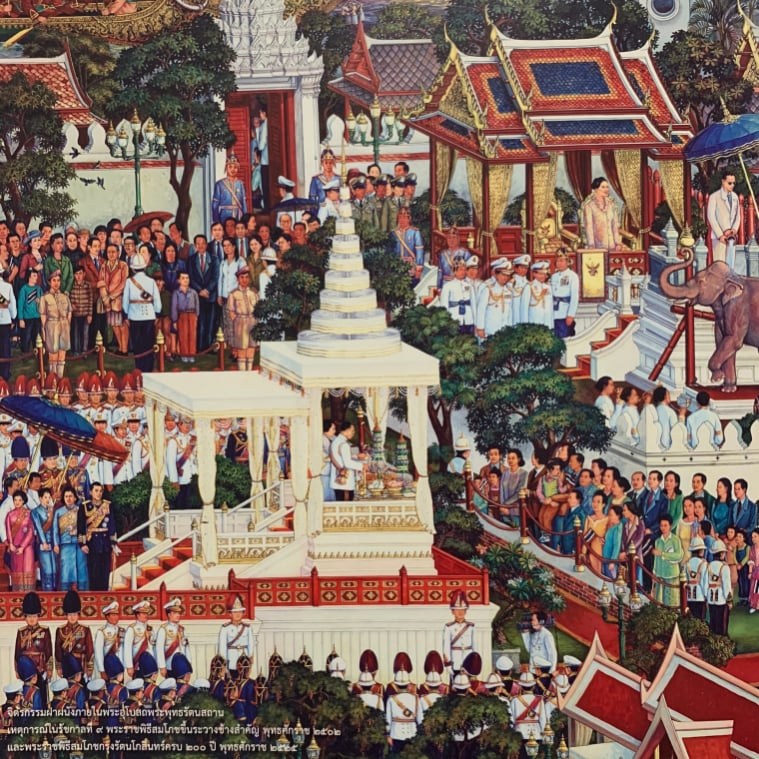 จิตรกรรมฝาผนังภายในพระอุโบสถพระพุทธรัตนสถาน
เหตุการณ์ในรัชกาลที่ ๙ พระราชพิธีสมโภชขึ้นระวางช้างสำคัญ พุทธศักราช ๒๕๐๒
และพระราชพิธีสมโภชกรุงรัตนโกสินทร์ครบ ๒๐๐ ปี พุทธศักราช ๒๕๒๕